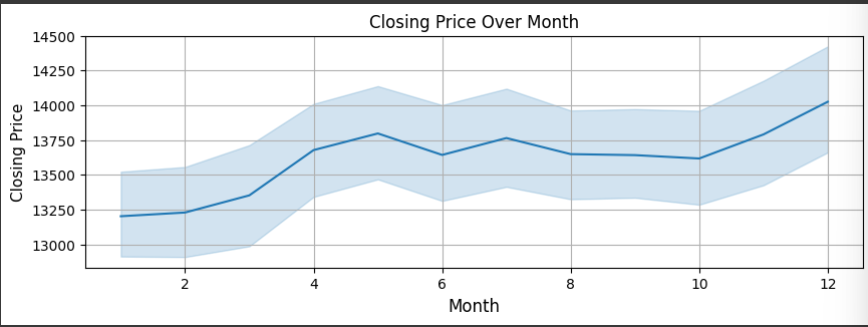 Closing Price Over Month
14500
14250
14000
13750
13500
13250
13000
Closing Price
2 4 6 8 10 12
Month